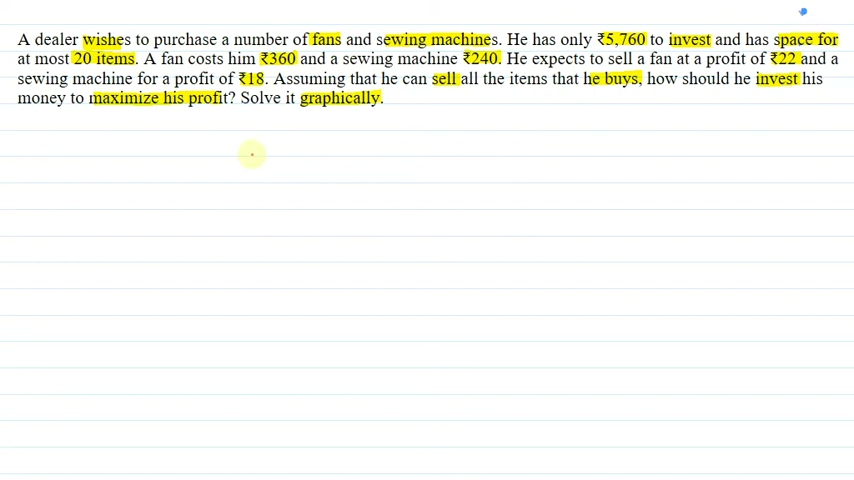 A dealer wishes to purchase a number of fans and sewing machines. He has only ₹5,760 to invest and has space for
at most 20 items. A fan costs him ₹360 and a sewing machine ₹240. He expects to sell a fan at a profit of ₹22 and a
sewing machine for a profit of ₹18. Assuming that he can sell all the items that he buys, how should he invest his
money to maximize his profit? Solve it graphically.